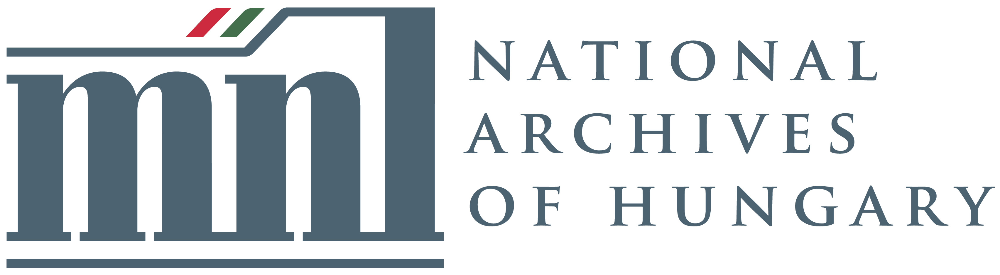 mnl
NATIONAL
ARCHIVES
OF HUNGARY